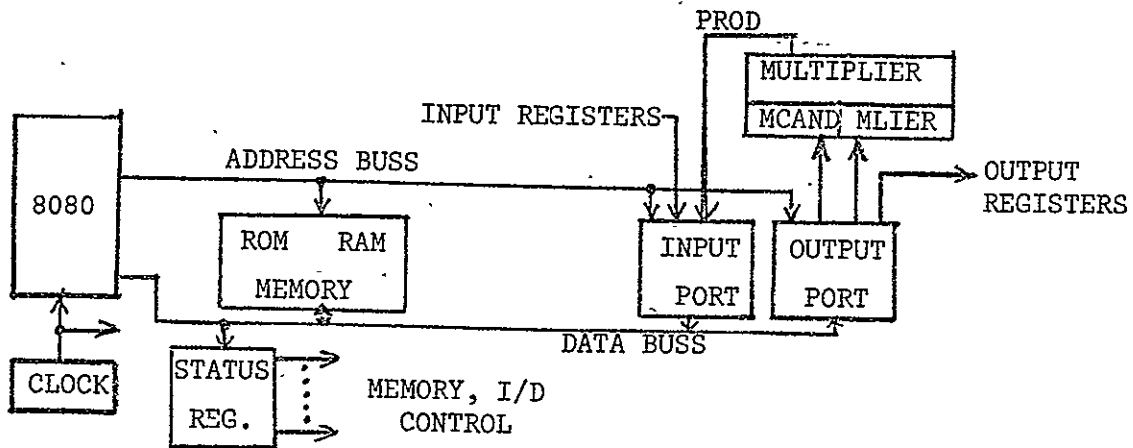 PROD
MULTIPLIER
MCAND MLIER
INPUT REGISTERS
ADDRESS BUSS
OUTPUT
REGISTERS
8080
ROM RAM
MEMORY
INPUT
PORT
OUTPUT
PORT
DATA BUSS
CLOCK
STATUS
REG.
MEMORY, I/D
CONTROL